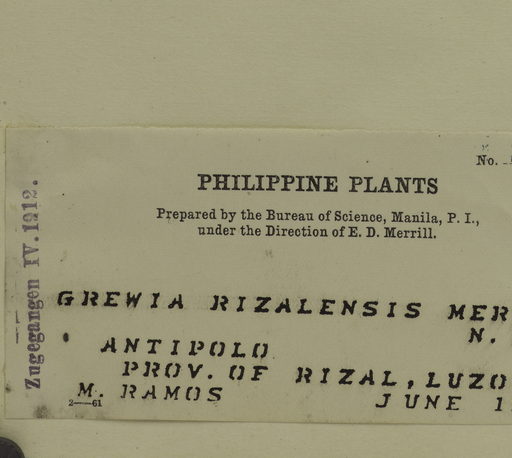 No.
PHILIPPINE PLANTS
Prepared by the Bureau of Science, Manila, P. I.,
under the Direction of E. D. Merrill.
GREWIA RIZALENSIS MER
N.
ANTIPOLO
PROV. OF RIZAL, LUZO
M. RAMOS JUNE 1
2—61
Zugegangen IV. 1912.